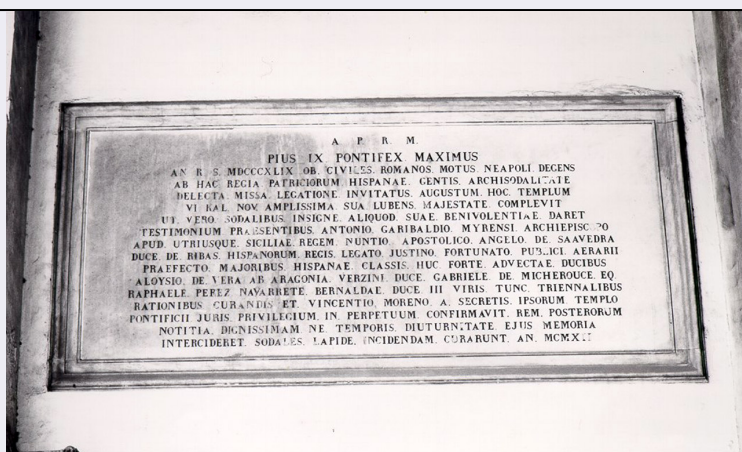 A P R M
PIUS IX PONTIFEX MAXIMUS
AN R. S. MDCCCXLIX OB. CIVILES. ROMANOS. MOTUS. NEAPOLI. DEGENS
AB HAC REGIA PATRICIORUM HISPANAE. GENTIS. ARCHISODALITATE
DELECTA. MISSA. LEGATIONE INVITATUS. AUGUSTUM. HOC. TEMPLUM
VI KAL. NOV AMPLISSIMA. SUA LUBENS. MAJESTATE. COMPLEVIT
UT. VERO. SODALIBUS. INSIGNE. ALIQUOD. SUAE. BENIVOLENTIAE. DARET
TESTIMONIUM PRAESENTIBUS. ANTONIO. GARIBALDIO. MYRENSI. ARCHIEPISCOPO
APUD. UTRIUSQUE. SICILIAE. REGEM. NUNTIO. APOSTOLICO. ANGELO. DE. SAAVEDRA
DUCE. DE. RIBAS. HISPANORUM. REGIS. LEGATO. JUSTINO. FORTUNATO. PUBLICI. AERARII
PRAEFECTO. MAJORIBUS. HISPANAE. CLASSIS. HUC FORTE. ADVECTAE. DUCIBUS
ALOYSIO. DE. VERA AB ARAGONIA. VERZINI. DUCE. GABRIELE DE. MICHEROUCE. EQ.
RAPHAELE. PEREZ NAVARRETE. BERNALDAE. DUCE III VIRIS. TUNC. TRIENNALIBUS
RATIONIBUS CURANDIS ET. VINCENTIO. MORENO. A. SECRETIS. IPSORUM TEMPLO
PONTIFICII JURIS. PRIVILEGIUM. IN. PERPETUUM. CONFIRMAVIT. REM. POSTERORUM
NOTITIA. DIGNISSIMAM NE. TEMPORIS. DIUTURNITATE. EJUS MEMORIA
INTERCIDERET. SODALES. LAPIDE. INCIDENDAM. CURARUNT. AN.